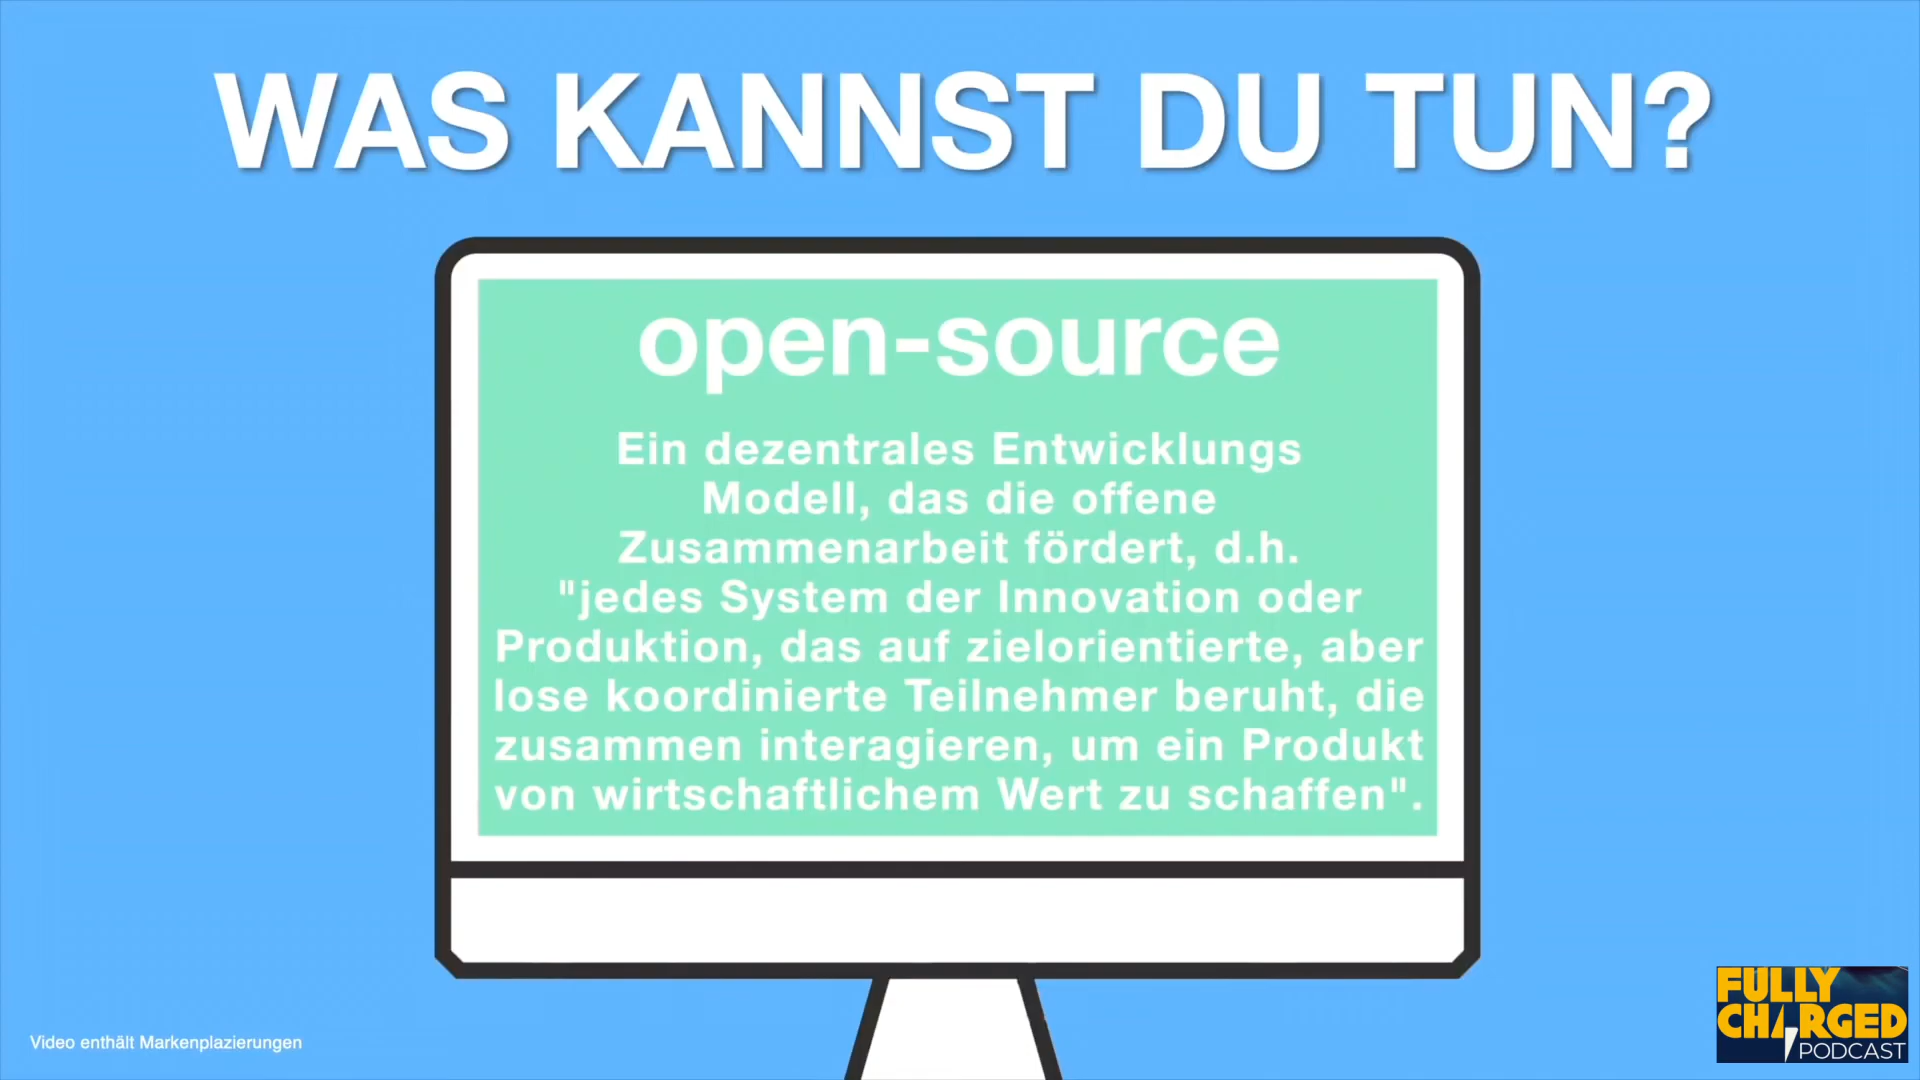 WAS KANNST DU TUN?
open-source
Ein dezentrales Entwicklungs
Modell, das die offene
Zusammenarbeit fördert, d.h.
"jedes System der Innovation oder
Produktion, das auf zielorientierte, aber
lose koordinierte Teilnehmer beruht, die
zusammen interagieren, um ein Produkt
von wirtschaftlichem Wert zu schaffen".
Video enthält Markenplazierungen
FULLY
CHARGED
PODCAST